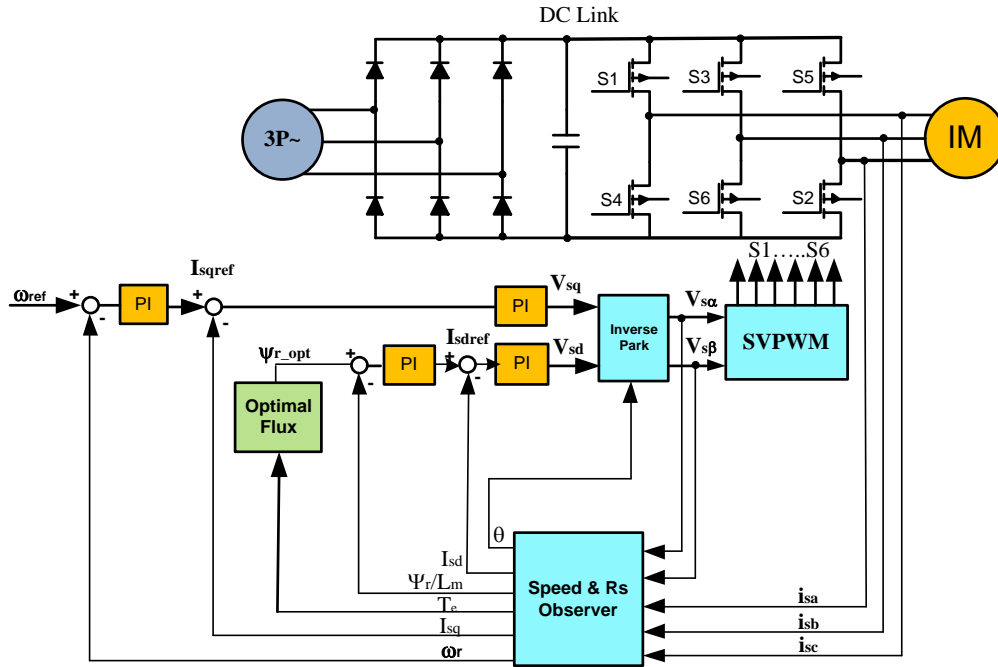 DC Link
S1
S3
S5
3P~
IM
S4
S6
S2
S1…..S6
Isqref
ωref
+
-
PI
+
-
PI
Vsq
Inverse
Park
Vsα
Vsβ
SVPWM
Isdref
ψr_opt
+
-
PI
+
-
PI
Vsd
Optimal
Flux
θ
Isd
Ψr/Lm
Te
Isq
ωr
Speed & Rs
Observer
isa
isb
isc